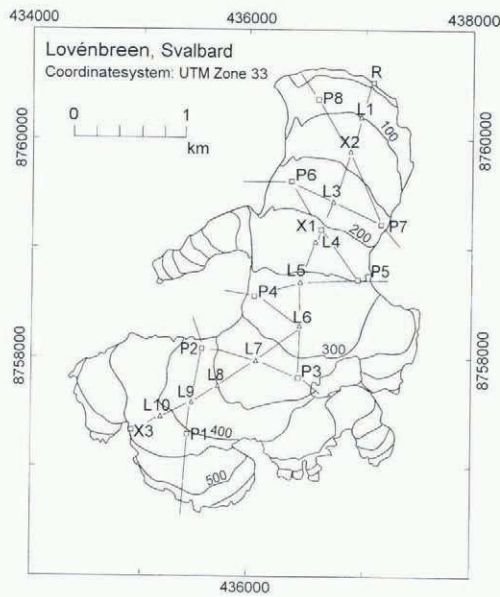 434000 436000 438000
Lovénbreen, Svalbard
Coordinatesystem: UTM Zone 33
0 1
km
8760000 8760000
R
P8
L1
100
X2
P6
L3
P7
X1
200
L4
L5
P5
P4
L6
300
P2
L7
8758000 8758000
L8
P3
L9
L10
X3
P1
400
500
436000